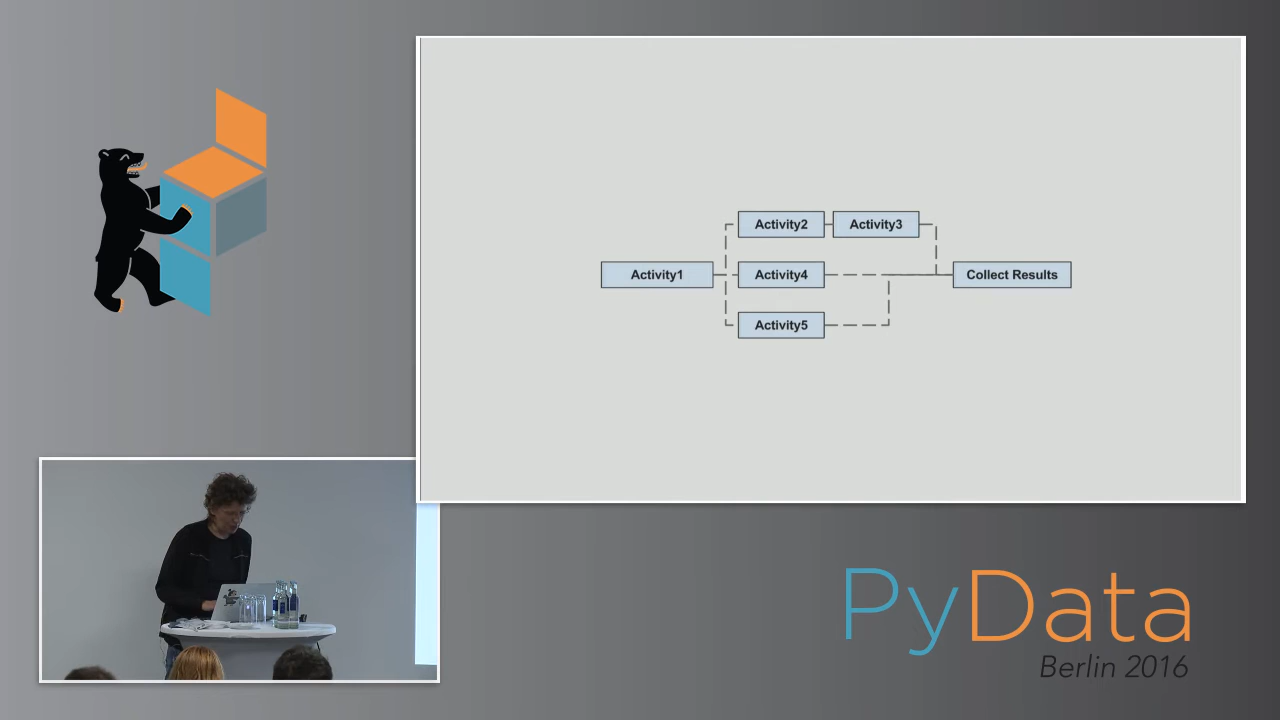 Activity2
Activity3
Activity1
Activity4
Collect Results
Activity5
PyData
Berlin 2016